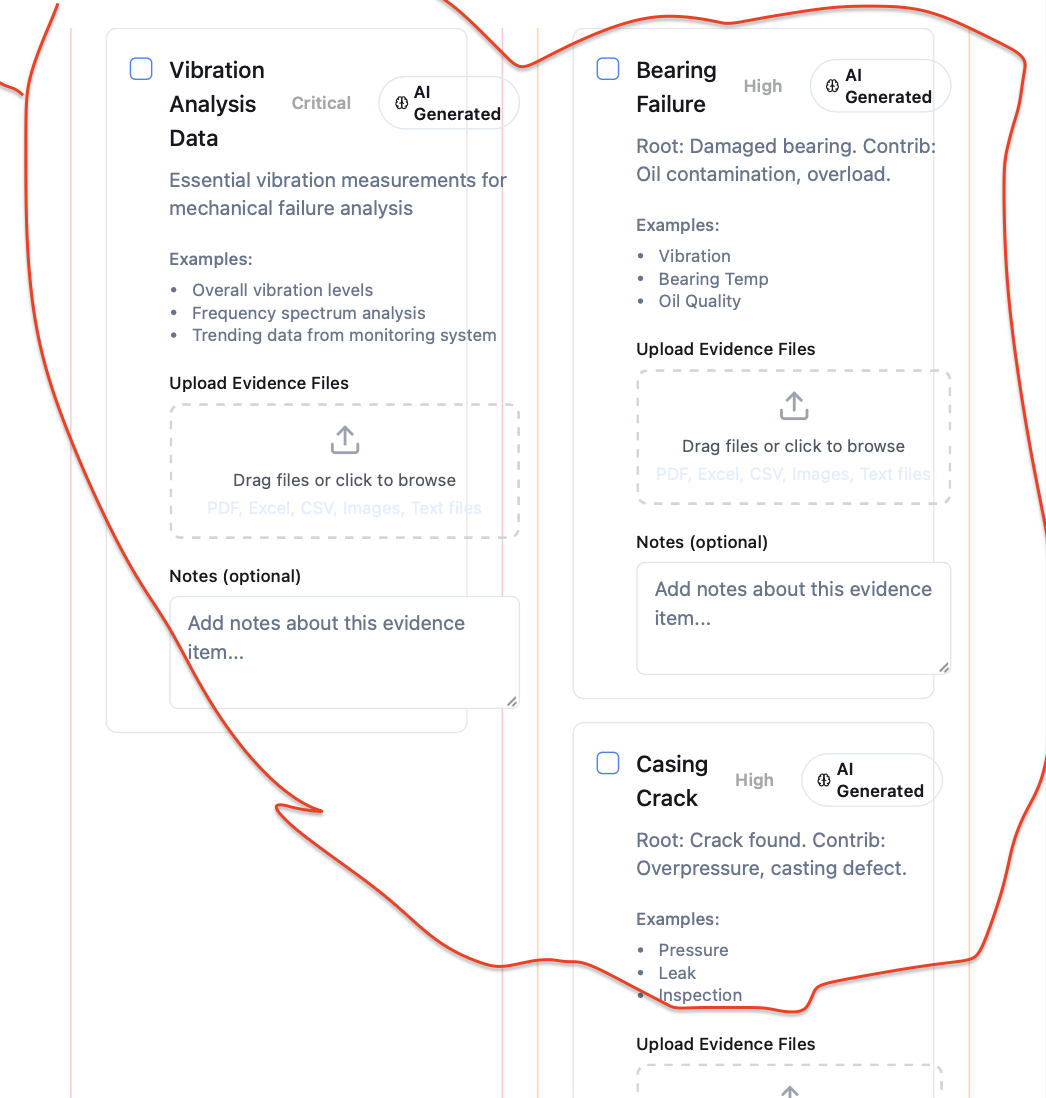 Vibration
Analysis
Data
Critical
AI
Generated
Essential vibration measurements for
mechanical failure analysis
Examples:
• Overall vibration levels
• Frequency spectrum analysis
• Trending data from monitoring system
Upload Evidence Files
Drag files or click to browse
PDF, Excel, CSV, Images, Text files
Notes (optional)
Add notes about this evidence
item...
Bearing
Failure
High
AI
Generated
Root: Damaged bearing. Contrib:
Oil contamination, overload.
Examples:
• Vibration
• Bearing Temp
• Oil Quality
Upload Evidence Files
Drag files or click to browse
PDF, Excel, CSV, Images, Text files
Notes (optional)
Add notes about this evidence
item...
Casing
Crack
High
AI
Generated
Root: Crack found. Contrib:
Overpressure, casting defect.
Examples:
• Pressure
• Leak
• Inspection
Upload Evidence Files